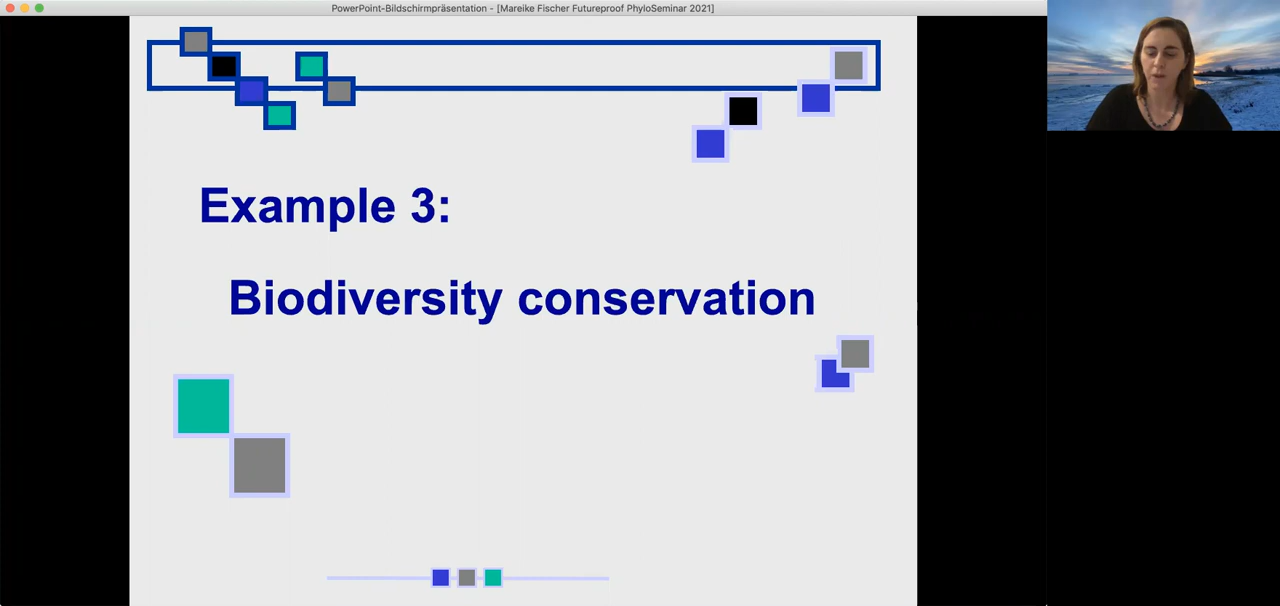 PowerPoint-Bildschirmpräsentation - [Mareike Fischer Futureproof PhyloSeminar 2021]
Example 3:
Biodiversity conservation